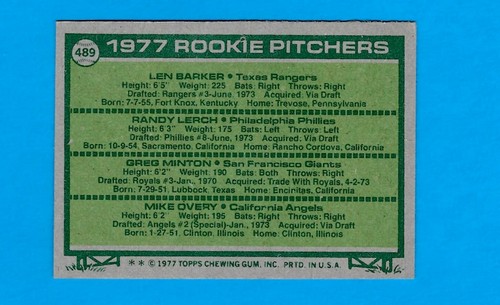 489
1977 ROOKIE PITCHERS
LEN BARKER • Texas Rangers
Height: 6'5" Weight: 225 Bats: Right Throws: Right
Drafted: Rangers #3-June, 1973 Acquired: Via Draft
Born: 7-7-55, Fort Knox, Kentucky Home: Trevose, Pennsylvania
RANDY LERCH • Philadelphia Phillies
Height: 6'3" Weight: 175 Bats: Left Throws: Left
Drafted: Phillies #8-June, 1973 Acquired: Via Draft
Born: 10-9-54, Sacramento, California Home: Rancho Cordova, California
GREG MINTON • San Francisco Giants
Height: 6'2" Weight: 190 Bats: Both Throws: Right
Drafted: Royals #3-Jan., 1970 Acquired: Trade With Royals, 4-2-73
Born: 7-29-51, Lubbock, Texas Home: Encinitas, California
MIKE OVERY • California Angels
Height: 6'2" Weight: 195 Bats: Right Throws: Right
Drafted: Angels #2 (Special)-Jan., 1973 Acquired: Via Draft
Born: 1-27-51, Clinton, Illinois Home: Clinton, Illinois
** © 1977 TOPPS CHEWING GUM, INC. PRTD. IN U.S.A.